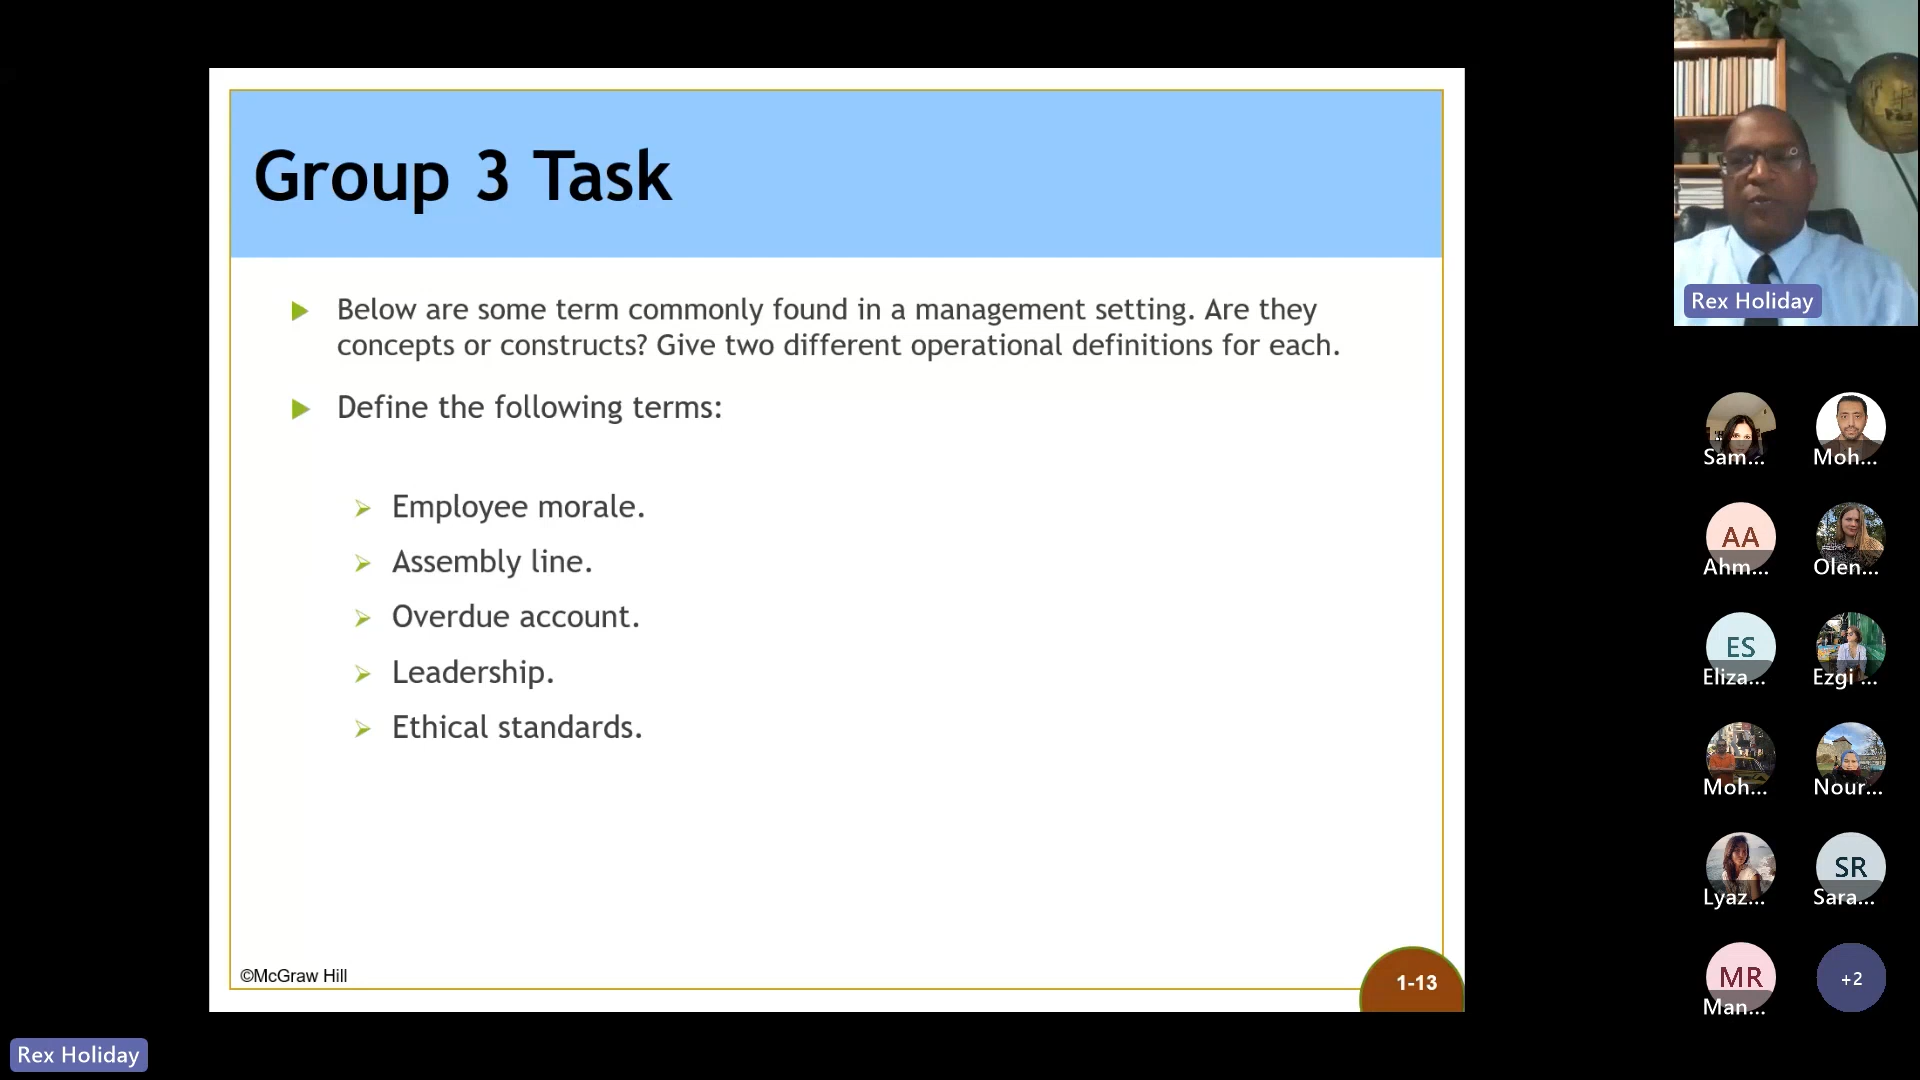 Group 3 Task
Below are some term commonly found in a management setting. Are they
concepts or constructs? Give two different operational definitions for each.
Define the following terms:
Employee morale.
Assembly line.
Overdue account.
Leadership.
Ethical standards.
©McGraw Hill
1-13
Rex Holiday
Rex Holiday
Sam...
Moh...
AA
Ahm...
Olen...
ES
Eliza...
Ezgi ...
Moh...
Nour...
Lyaz...
SR
Sara...
MR
Man...
+2